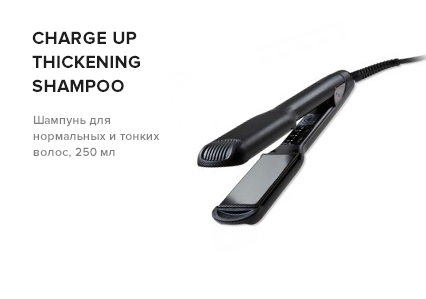 CHARGE UP
THICKENING
SHAMPOO
Шампунь для
нормальных и тонких
волос, 250 мл